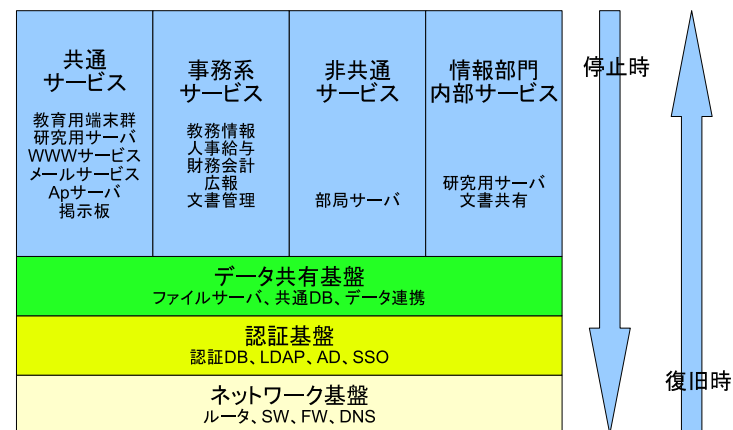 共通
サービス
教育用端末群
研究用サーバ
WWWサービス
メールサービス
Apサーバ
掲示板
事務系
サービス
教務情報
人事給与
財務会計
広報
文書管理
非共通
サービス
部局サーバ
情報部門
内部サービス
研究用サーバ
文書共有
データ共有基盤
ファイルサーバ、共通DB、データ連携
認証基盤
認証DB、LDAP、AD、SSO
ネットワーク基盤
ルータ、SW、FW、DNS
停止時
復旧時